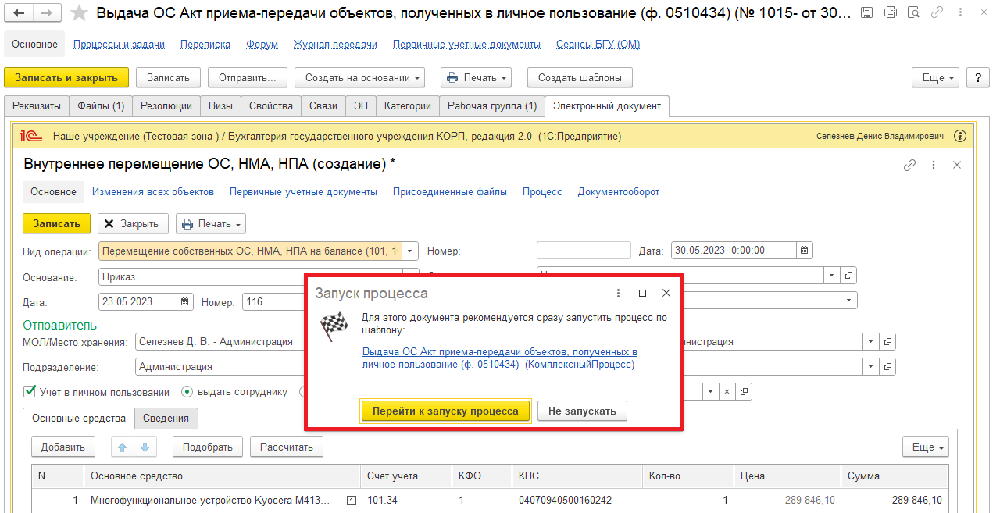 Выдача ОС Акт приема-передачи объектов, полученных в личное пользование (ф. 0510434) (№ 1015- от 30...
Основное Процессы и задачи Переписка Форум Журнал передачи Первичные учетные документы Сеансы БГУ (ОМ)
Записать и закрыть Записать Отправить... Создать на основании Печать Создать шаблоны Еще ?
Реквизиты Файлы (1) Резолюции Визы Свойства Связи ЭП Категории Рабочая группа (1) Электронный документ
1С Наше учреждение (Тестовая зона ) / Бухгалтерия государственного учреждения КОРП, редакция 2.0 (1С:Предприятие) Селезнев Денис Владимирович i
Внутреннее перемещение ОС, НМА, НПА (создание) *
Основное Изменения всех объектов Первичные учетные документы Присоединенные файлы Процесс Документооборот
Записать Закрыть Печать
Вид операции: Перемещение собственных ОС, НМА, НПА на балансе (101, Номер: Дата: 30.05.2023 0:00:00
Основание: Приказ
Дата: 23.05.2023 Номер: 116
Запуск процесса
Для этого документа рекомендуется сразу запустить процесс по
шаблону:
Выдача ОС Акт приема-передачи объектов, полученных в
личное пользование (ф. 0510434) (КомплексныйПроцесс)
Перейти к запуску процесса Не запускать
Отправитель
МОЛ/Место хранения: Селезнев Д. В. - Администрация
Подразделение: Администрация
Учет в личном пользовании выдать сотруднику
Основные средства Сведения
Добавить Подобрать Рассчитать Еще
N Основное средство Счет учета КФО КПС Кол-во Цена Сумма
1 Многофункциональное устройство Kyocera M413... 1 101.34 1 04070940500160242 1 289 846,10 289 846,10